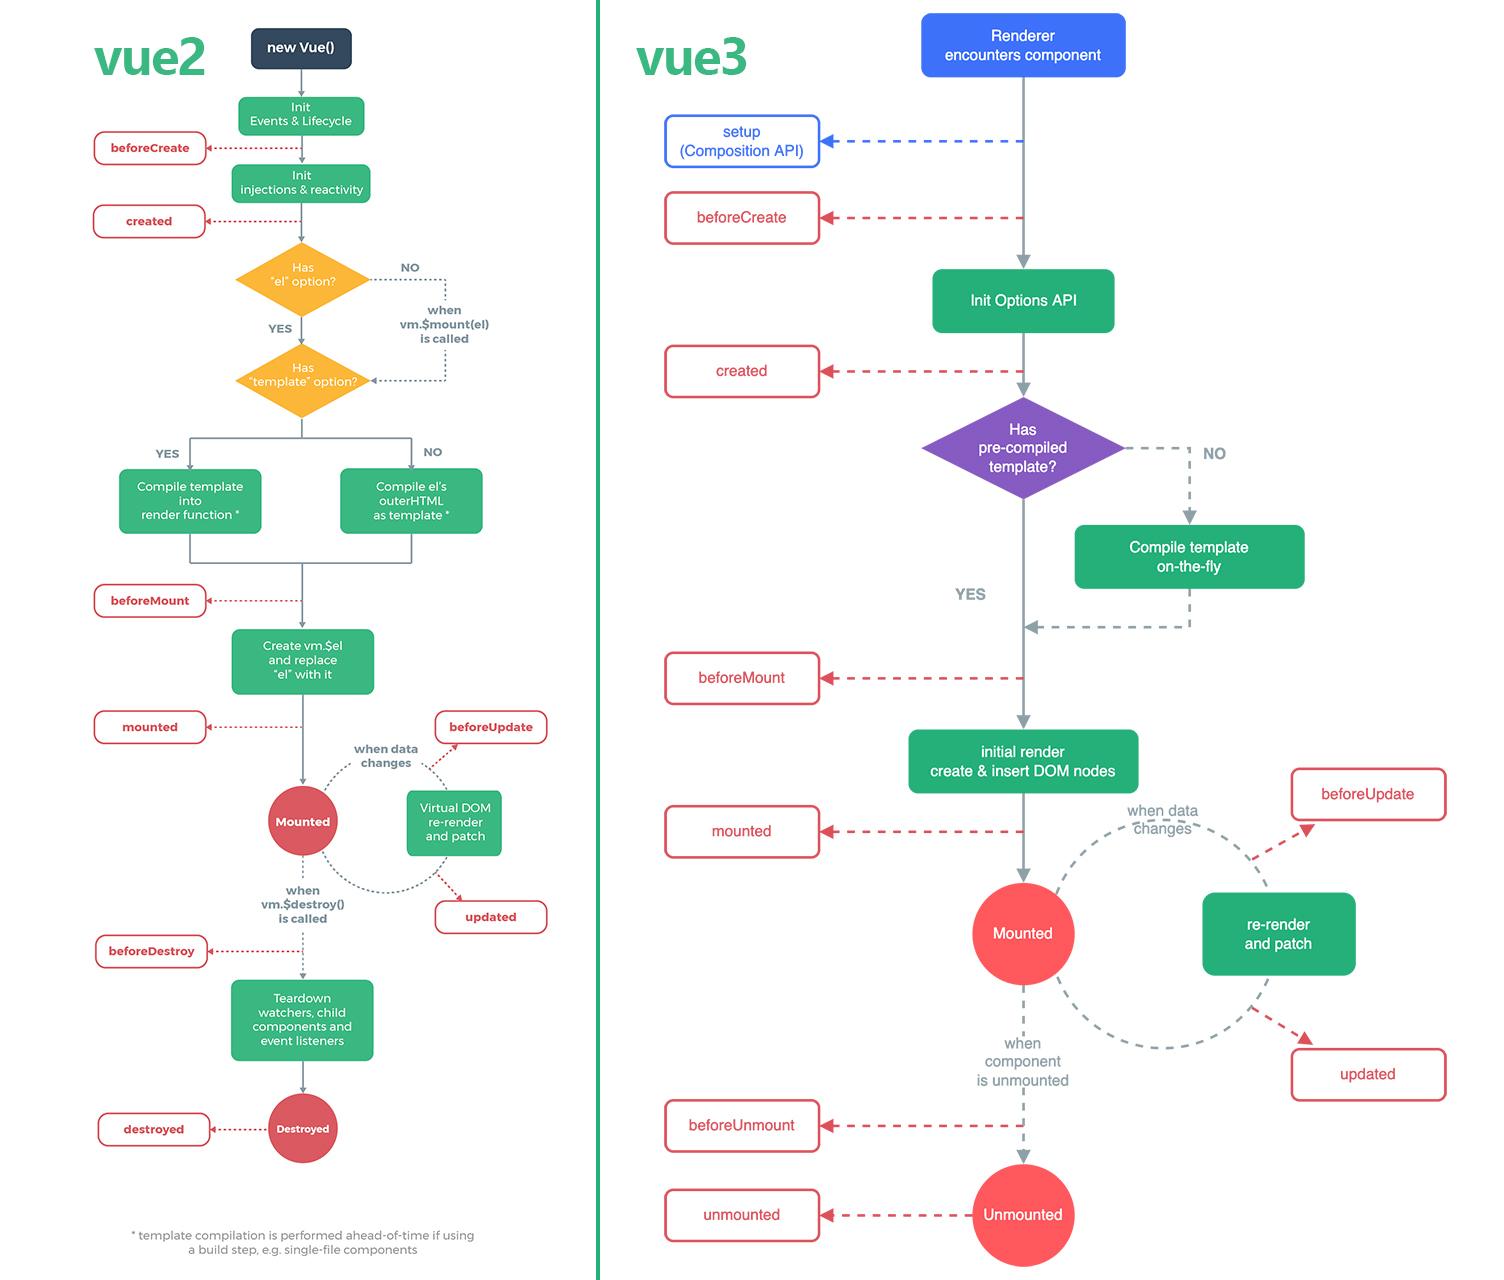 vue2
new Vue()
Init
Events & Lifecycle
beforeCreate
Init
injections & reactivity
created
Has
"el" option?
NO
when
vm.$mount(el)
is called
YES
Has
"template" option?
YES
NO
Compile template
into
render function *
Compile el's
outerHTML
as template *
beforeMount
Create vm.$el
and replace
"el" with it
mounted
beforeUpdate
when data
changes
Mounted
Virtual DOM
re-render
and patch
when
vm.$destroy()
is called
updated
beforeDestroy
Teardown
watchers, child
components and
event listeners
destroyed
Destroyed
* template compilation is performed ahead-of-time if using
a build step, e.g. single-file components
vue3
Renderer
encounters component
setup
(Composition API)
beforeCreate
Init Options API
created
Has
pre-compiled
template?
NO
Compile template
on-the-fly
YES
beforeMount
initial render
create & insert DOM nodes
beforeUpdate
mounted
when data
changes
Mounted
re-render
and patch
when
component
is unmounted
updated
beforeUnmount
unmounted
Unmounted